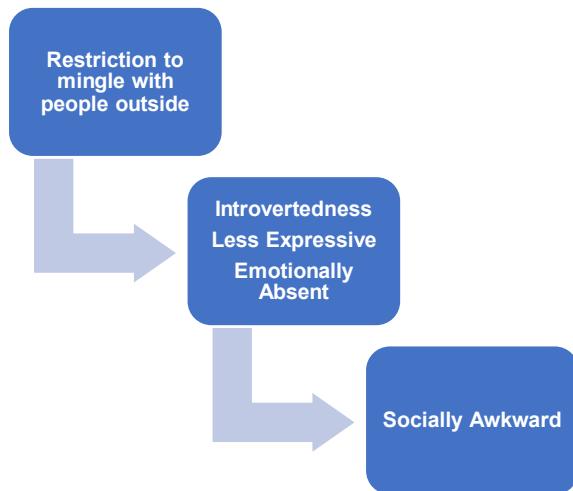 Restriction to
mingle with
people outside
Introvertedness
Less Expressive
Emotionally
Absent
Socially Awkward